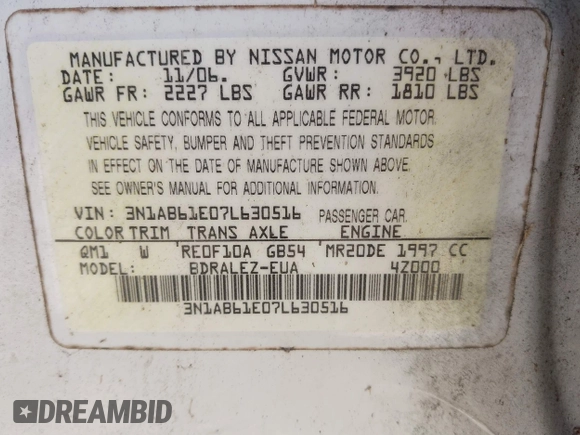 MANUFACTURED BY NISSAN MOTOR CO., LTD.
DATE: 11/06. GVWR: 3920 LBS
GAWR FR: 2227 LBS GAWR RR: 1810 LBS
THIS VEHICLE CONFORMS TO ALL APPLICABLE FEDERAL MOTOR
VEHICLE SAFETY, BUMPER AND THEFT PREVENTION STANDARDS
IN EFFECT ON THE DATE OF MANUFACTURE SHOWN ABOVE.
SEE OWNER'S MANUAL FOR ADDITIONAL INFORMATION.
VIN: 3N1AB61E07L630516 PASSENGER CAR
COLOR TRIM TRANS AXLE ENGINE
QM1 W RE0F10A GB54 MR20DE 1997 CC
MODEL: BDRALEZ-EUA 4Z000
3N1AB61E07L630516
DREAMBID